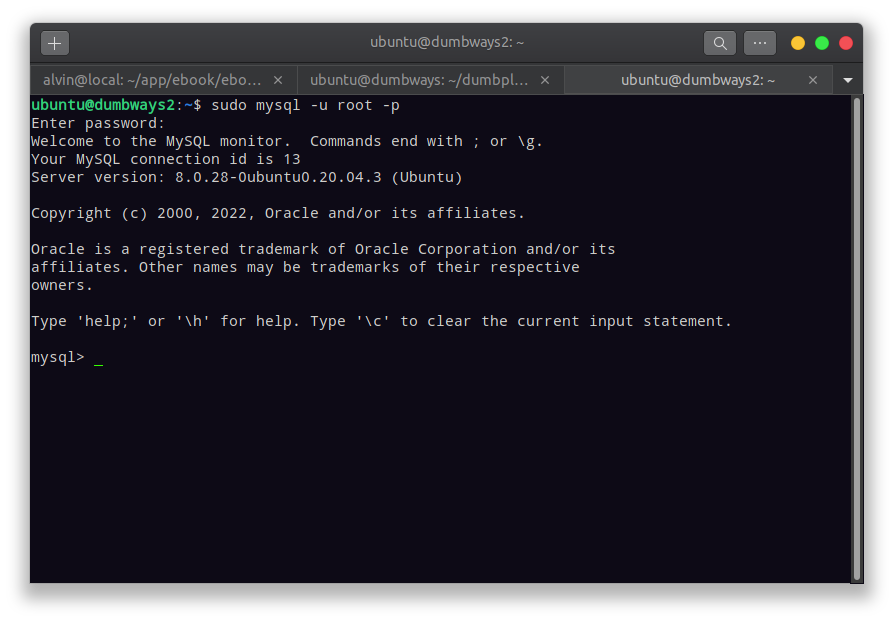 ubuntu@dumbways2: ~
alvin@local: ~/app/ebook/ebo...
ubuntu@dumbways: ~/dumbpl...
ubuntu@dumbways2: ~
ubuntu@dumbways2:~$ sudo mysql -u root -p
Enter password:
Welcome to the MySQL monitor.  Commands end with ; or \g.
Your MySQL connection id is 13
Server version: 8.0.28-0ubuntu0.20.04.3 (Ubuntu)
Copyright (c) 2000, 2022, Oracle and/or its affiliates.
Oracle is a registered trademark of Oracle Corporation and/or its
affiliates. Other names may be trademarks of their respective
owners.
Type 'help;' or '\h' for help. Type '\c' to clear the current input statement.
mysql> _